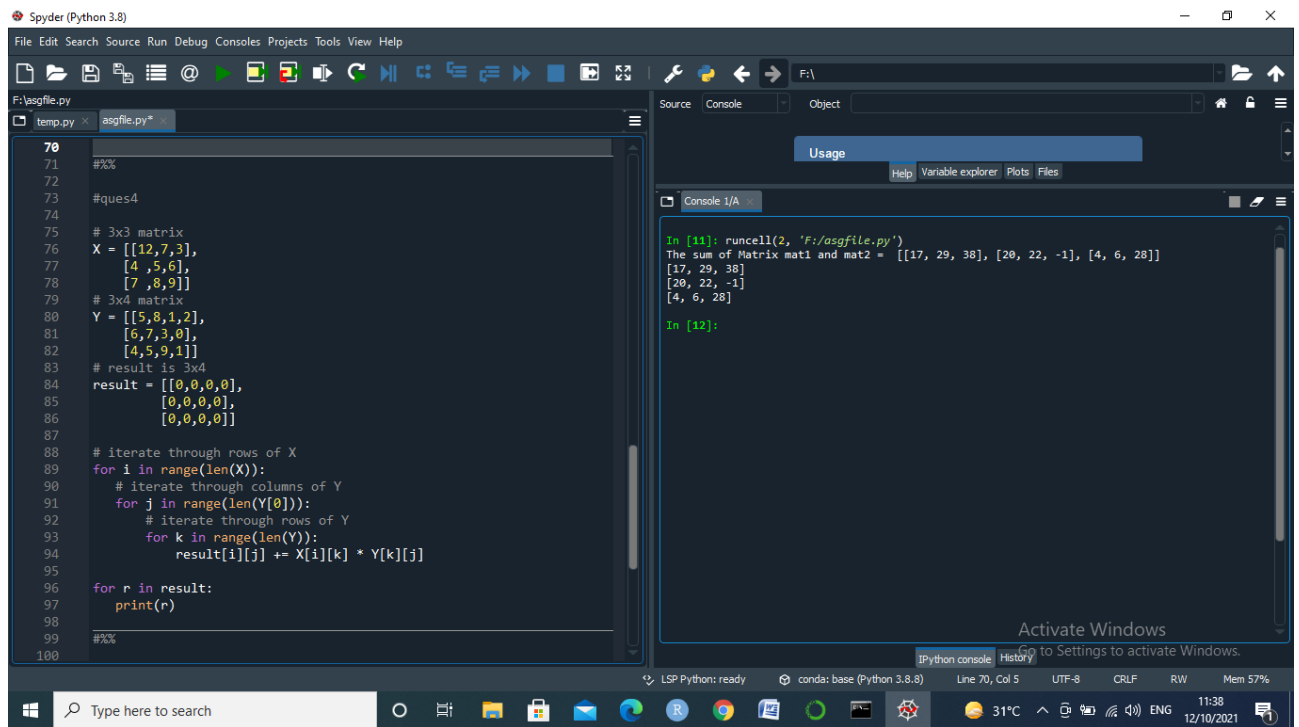 Spyder (Python 3.8)
File Edit Search Source Run Debug Consoles Projects Tools View Help
F:\
F:\asgfile.py
temp.py
asgfile.py*
70
71 #%%
72
73 #ques4
74
75 # 3x3 matrix
76 X = [[12,7,3],
77     [4 ,5,6],
78     [7 ,8,9]]
79 # 3x4 matrix
80 Y = [[5,8,1,2],
81     [6,7,3,0],
82     [4,5,9,1]]
83 # result is 3x4
84 result = [[0,0,0,0],
85          [0,0,0,0],
86          [0,0,0,0]]
87
88 # iterate through rows of X
89 for i in range(len(X)):
90    # iterate through columns of Y
91    for j in range(len(Y[0])):
92        # iterate through rows of Y
93        for k in range(len(Y)):
94            result[i][j] += X[i][k] * Y[k][j]
95
96 for r in result:
97    print(r)
98
99 #%%
100
Source Console Object
Usage
Help Variable explorer Plots Files
Console 1/A
In [11]: runcell(2, 'F:/asgfile.py')
The sum of Matrix mat1 and mat2 =  [[17, 29, 38], [20, 22, -1], [4, 6, 28]]
[17, 29, 38]
[20, 22, -1]
[4, 6, 28]
In [12]:
Activate Windows
Go to Settings to activate Windows.
IPython console History
LSP Python: ready conda: base (Python 3.8.8) Line 70, Col 5 UTF-8 CRLF RW Mem 57%
Type here to search
31°C ENG
11:38
12/10/2021